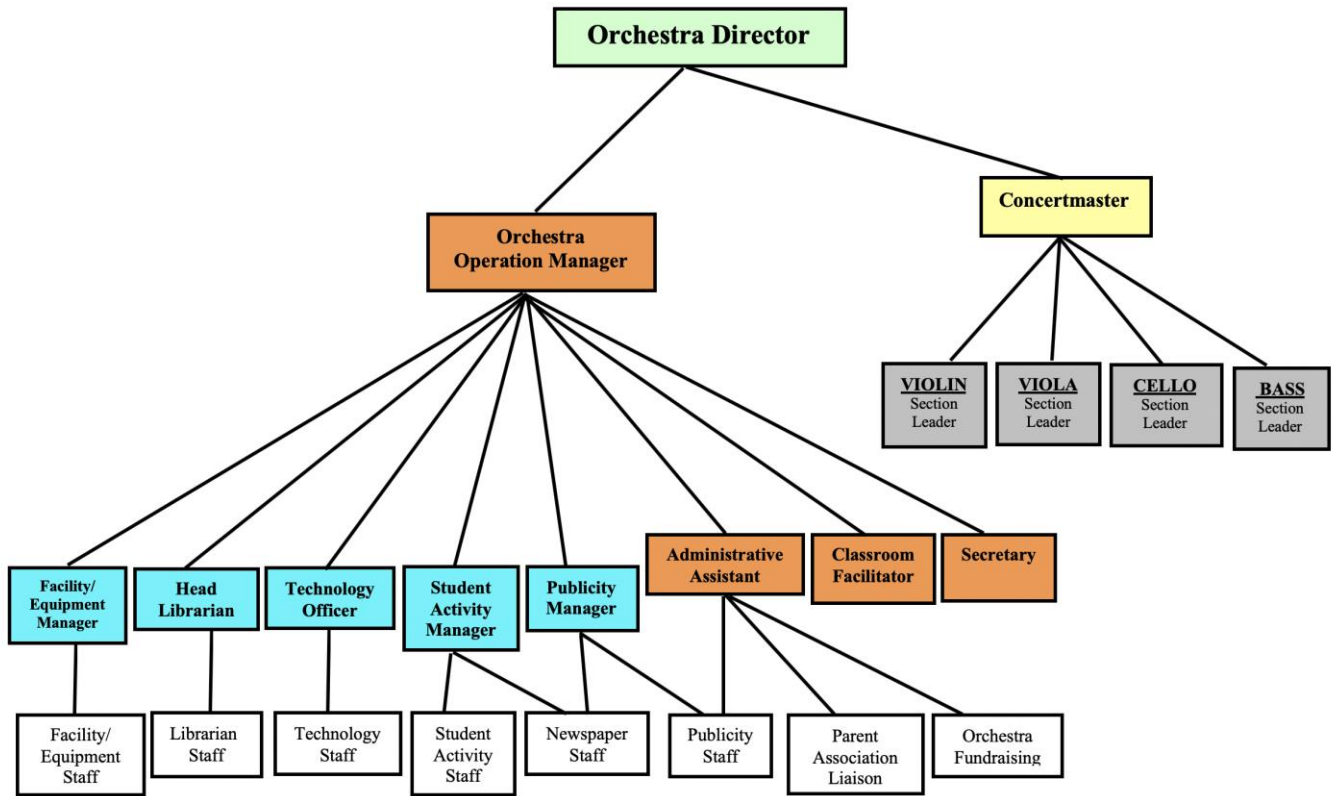 Orchestra Director
Concertmaster
Orchestra
Operation Manager
VIOLIN
Section
Leader
VIOLA
Section
Leader
CELLO
Section
Leader
BASS
Section
Leader
Administrative
Assistant
Classroom
Facilitator
Secretary
Facility/
Equipment
Manager
Head
Librarian
Technology
Officer
Student
Activity
Manager
Publicity
Manager
Facility/
Equipment
Staff
Librarian
Staff
Technology
Staff
Student
Activity
Staff
Newspaper
Staff
Publicity
Staff
Parent
Association
Liaison
Orchestra
Fundraising